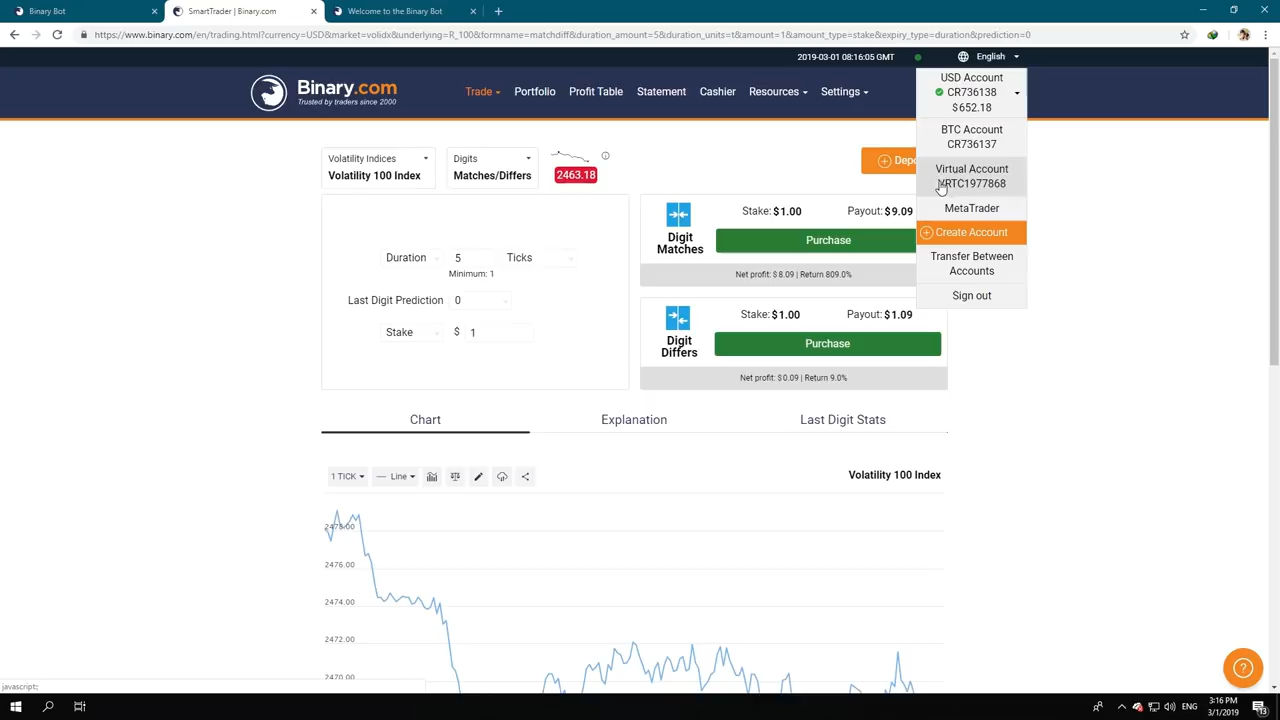 Binary Bot
SmartTrader | Binary.com
Welcome to the Binary Bot
https://www.binary.com/en/trading.html?currency=USD&market=volidx&underlying=R_100&formname=matchdiff&duration_amount=5&duration_units=t&amount=1&amount_type=stake&expiry_type=duration&prediction=0
2019-03-01 08:16:05 GMT
English
Binary.com
Trusted by traders since 2000
Trade
Portfolio
Profit Table
Statement
Cashier
Resources
Settings
USD Account
CR736138
$652.18
BTC Account
CR736137
Virtual Account
VRTC1977868
MetaTrader
Create Account
Transfer Between
Accounts
Sign out
Volatility Indices
Volatility 100 Index
Digits
Matches/Differs
2463.18
Duration
5
Ticks
Minimum: 1
Last Digit Prediction
0
Stake
$
1
Digit
Matches
Stake: $1.00
Payout: $9.09
Purchase
Net profit: $8.09 | Return 809.0%
Digit
Differs
Stake: $1.00
Payout: $1.09
Purchase
Net profit: $0.09 | Return 9.0%
Chart
Explanation
Last Digit Stats
1 TICK
Line
Volatility 100 Index
2478.00
2476.00
2474.00
2472.00
2470.00
?
javascript:;
ENG
3:16 PM
3/1/2019
13